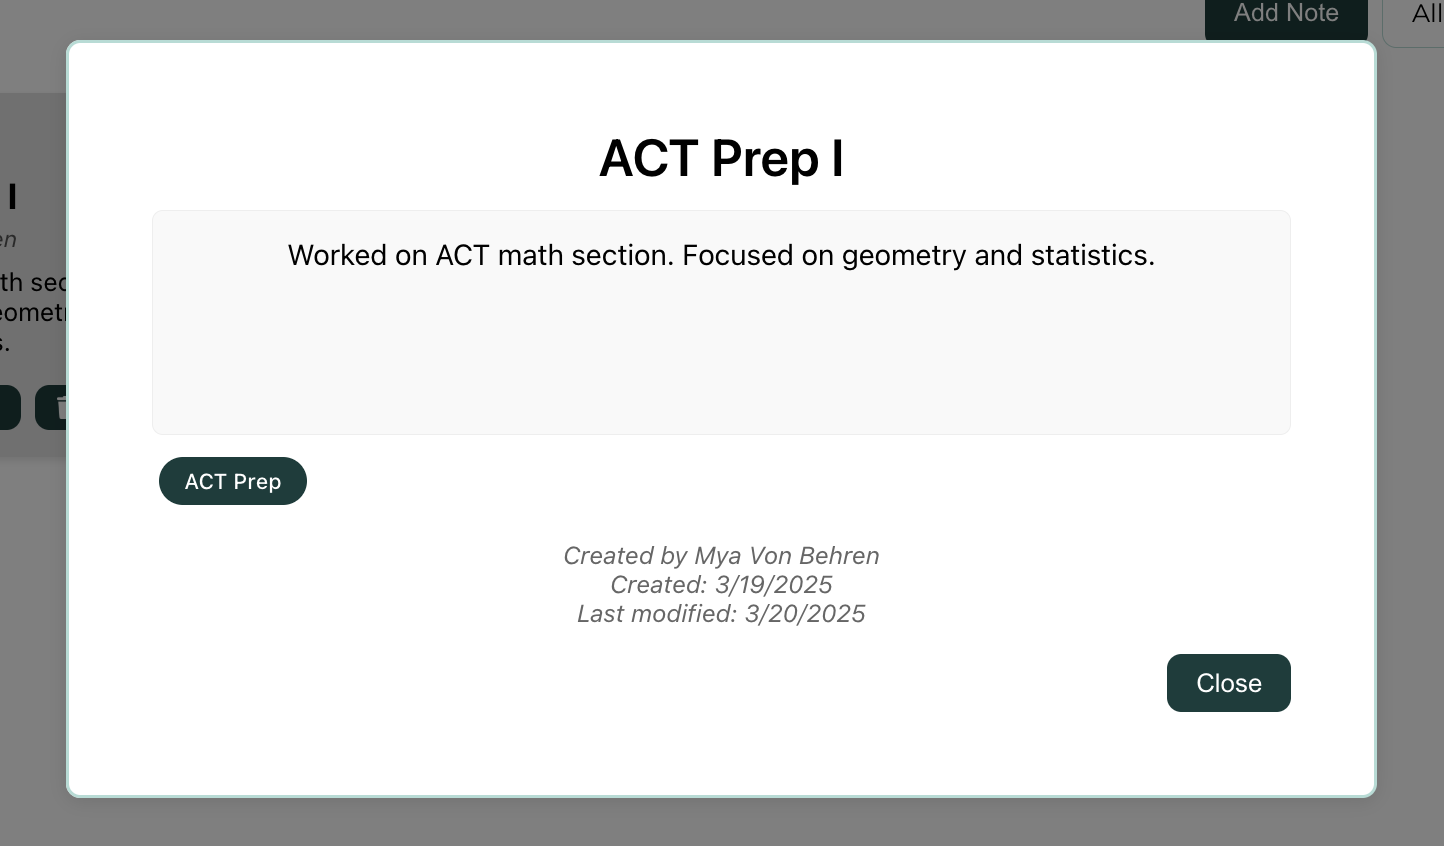 Add Note
All
ACT Prep I
Worked on ACT math section. Focused on geometry and statistics.
I
en
th sec
eometr
s.
ACT Prep
Created by Mya Von Behren
Created: 3/19/2025
Last modified: 3/20/2025
Close